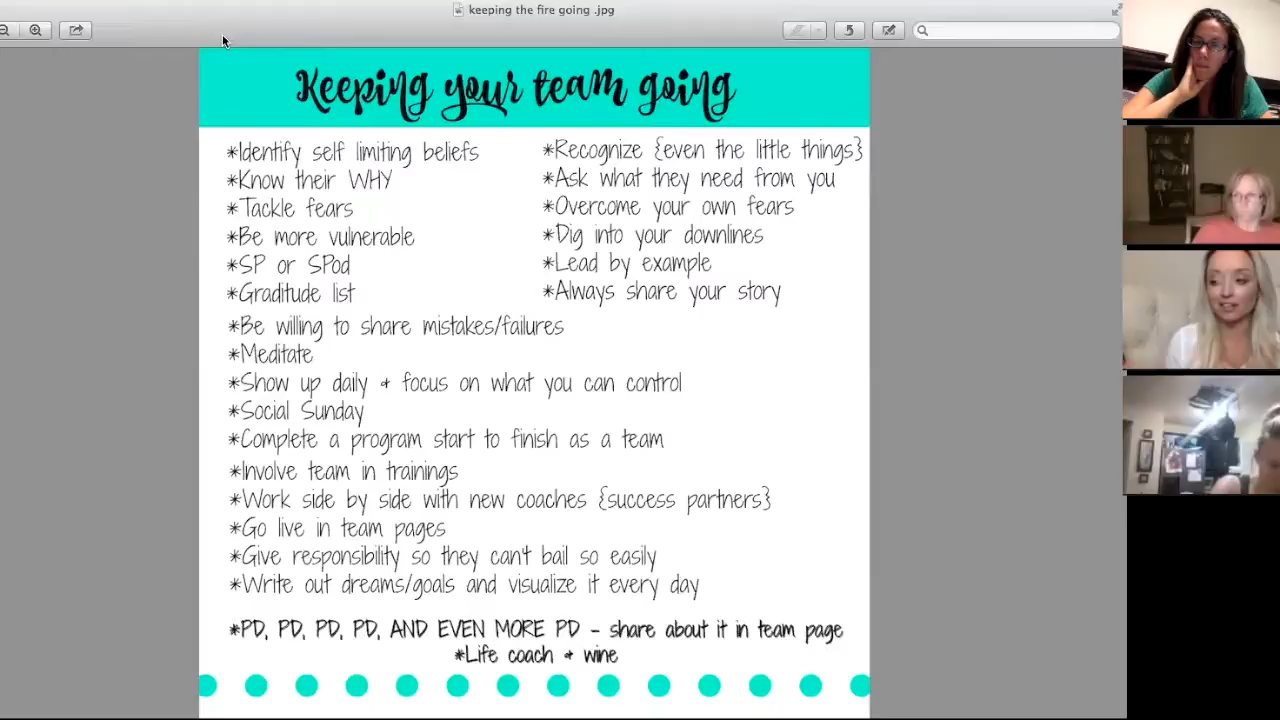 keeping the fire going .jpg
Keeping your team going
*Identify self limiting beliefs
*Know their WHY
*Tackle fears
*Be more vulnerable
*SP or SPod
*Graditude list
*Recognize {even the little things}
*Ask what they need from you
*Overcome your own fears
*Dig into your downlines
*Lead by example
*Always share your story
*Be willing to share mistakes/failures
*Meditate
*Show up daily & focus on what you can control
*Social Sunday
*Complete a program start to finish as a team
*Involve team in trainings
*Work side by side with new coaches {success partners}
*Go live in team pages
*Give responsibility so they can't bail so easily
*Write out dreams/goals and visualize it every day
*PD, PD, PD, PD, AND EVEN MORE PD - share about it in team page
*Life coach & wine